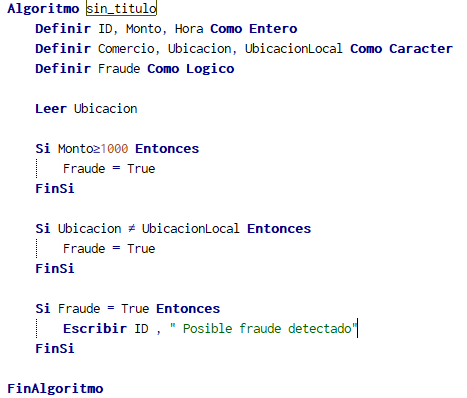 Algoritmo sin_titulo
Definir ID, Monto, Hora Como Entero
Definir Comercio, Ubicacion, UbicacionLocal Como Caracter
Definir Fraude Como Logico
Leer Ubicacion
Si Monto≥1000 Entonces
Fraude = True
FinSi
Si Ubicacion ≠ UbicacionLocal Entonces
Fraude = True
FinSi
Si Fraude = True Entonces
Escribir ID , " Posible fraude detectado"
FinSi
FinAlgoritmo